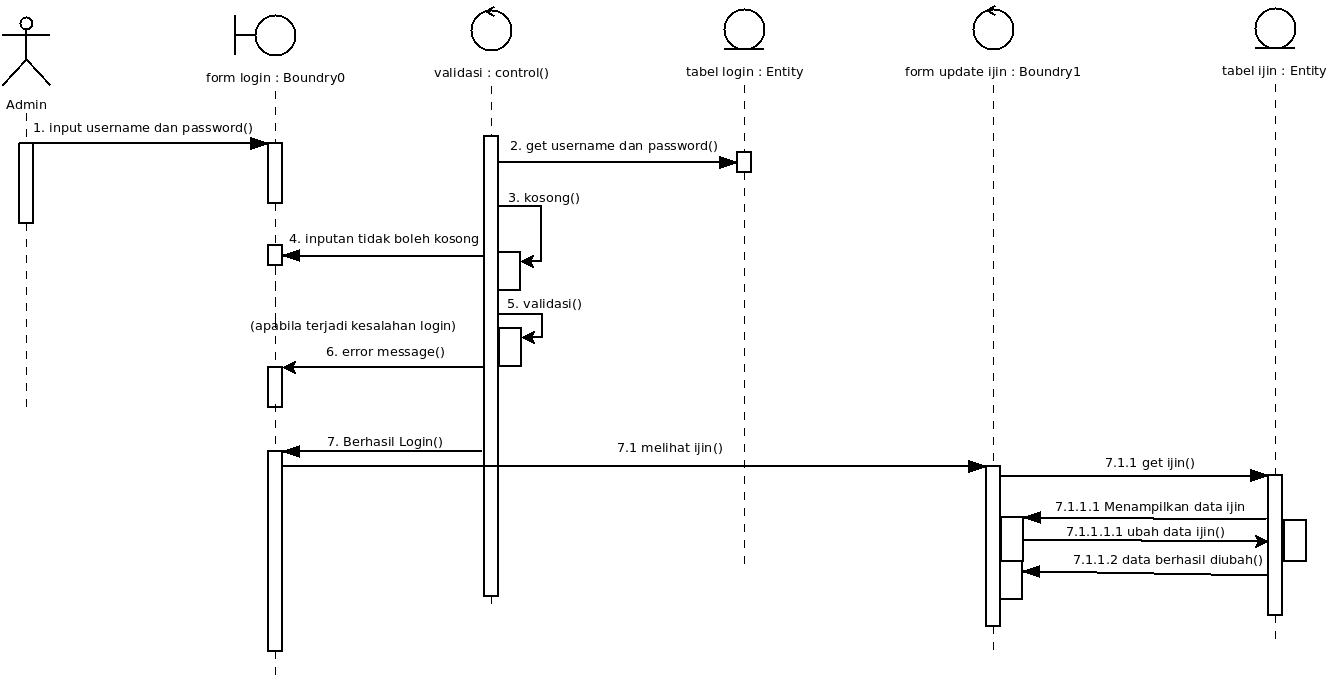 form login : Boundry0
validasi : control()
tabel login : Entity
form update ijin : Boundry1
tabel ijin : Entity
Admin
1. input username dan password()
2. get username dan password()
3. kosong()
4. inputan tidak boleh kosong
5. validasi()
(apabila terjadi kesalahan login)
6. error message()
7. Berhasil Login()
7.1 melihat ijin()
7.1.1 get ijin()
7.1.1.1 Menampilkan data ijin
7.1.1.1.1 ubah data ijin()
7.1.1.2 data berhasil diubah()